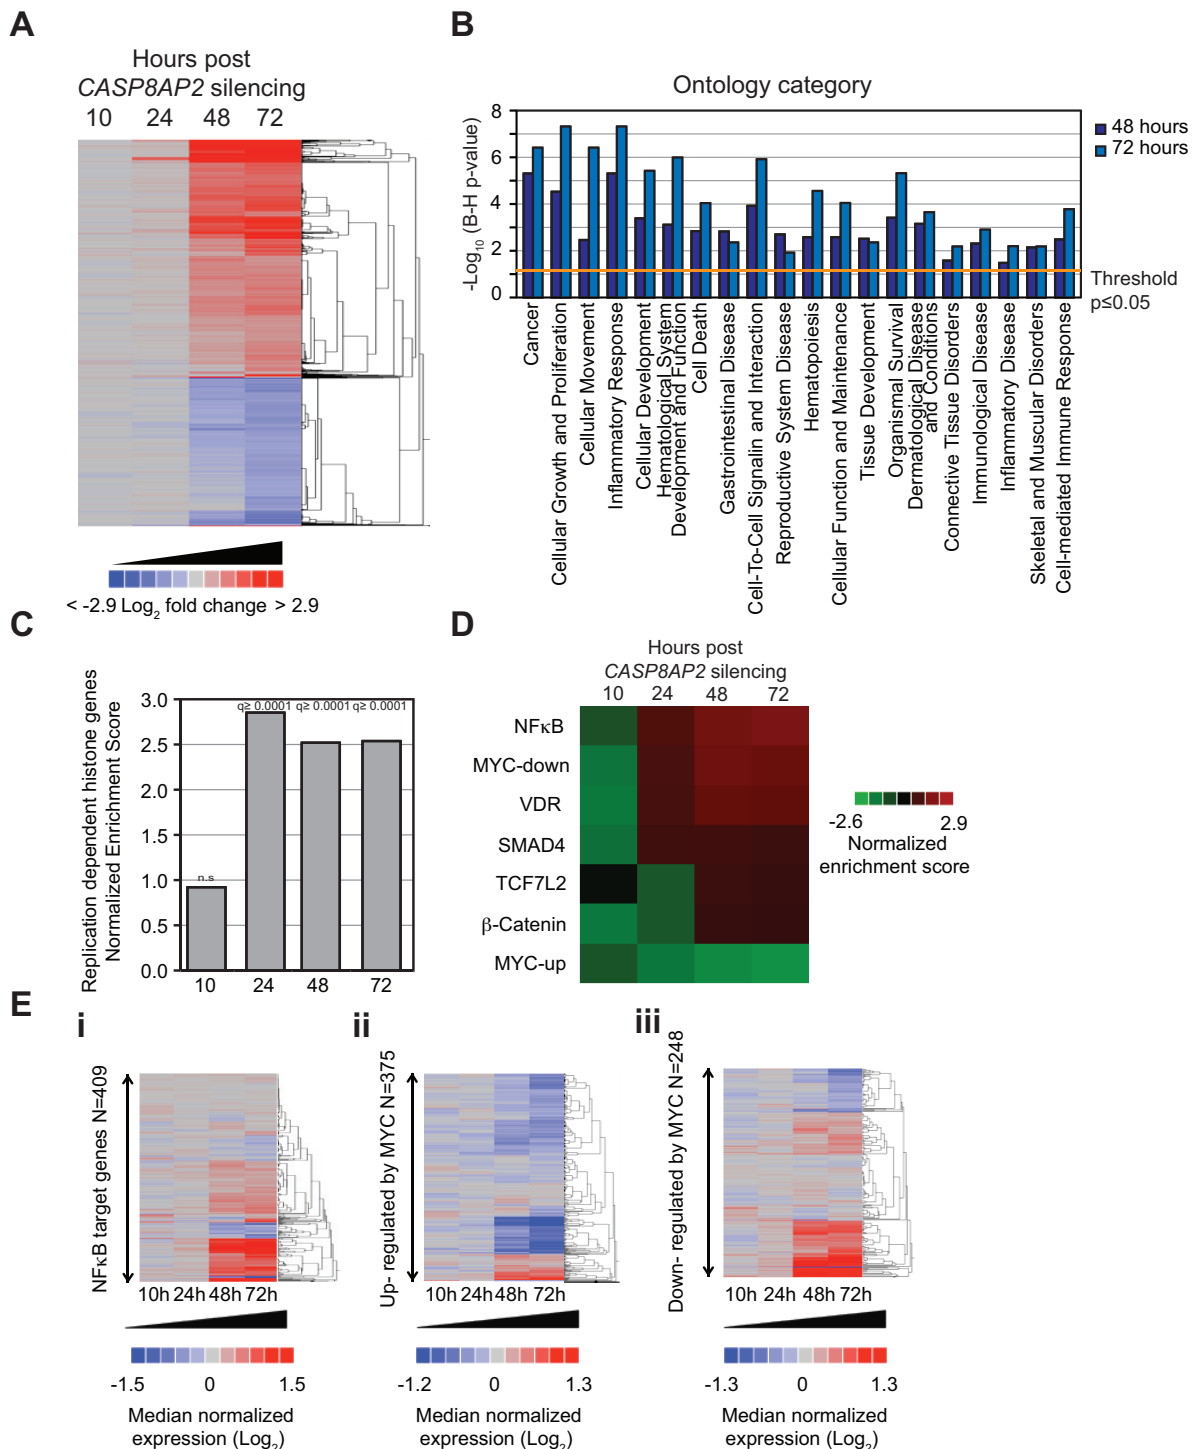 A
Hours post
CASP8AP2 silencing
10 24 48 72
< -2.9 Log2 fold change > 2.9
B
Ontology category
-Log10 (B-H p-value)
8
6
4
2
0
48 hours
72 hours
Threshold
p≤0.05
Cancer
Cellular Growth and Proliferation
Cellular Movement
Inflammatory Response
Cellular Development
Hematological System
Development and Function
Cell Death
Gastrointestinal Disease
Cell-To-Cell Signalin and Interaction
Reproductive System Disease
Hematopoiesis
Cellular Function and Maintenance
Tissue Development
Organismal Survival
Dermatological Disease
and Conditions
Connective Tissue Disorders
Immunological Disease
Inflammatory Disease
Skeletal and Muscular Disorders
Cell-mediated Immune Response
C
Replication dependent histone genes
Normalized Enrichment Score
3.0
2.5
2.0
1.5
1.0
0.5
0.0
n.s
q≥ 0.0001 q≥ 0.0001 q≥ 0.0001
10 24 48 72
D
Hours post
CASP8AP2 silencing
10 24 48 72
NFκB
MYC-down
VDR
SMAD4
TCF7L2
β-Catenin
MYC-up
-2.6 2.9
Normalized
enrichment score
E
i
NFκB target genes N=409
10h 24h 48h 72h
-1.5 0 1.5
Median normalized
expression (Log2)
ii
Up- regulated by MYC N=375
10h 24h 48h 72h
-1.2 0 1.3
Median normalized
expression (Log2)
iii
Down- regulated by MYC N=248
10h 24h 48h 72h
-1.3 0 1.3
Median normalized
expression (Log2)